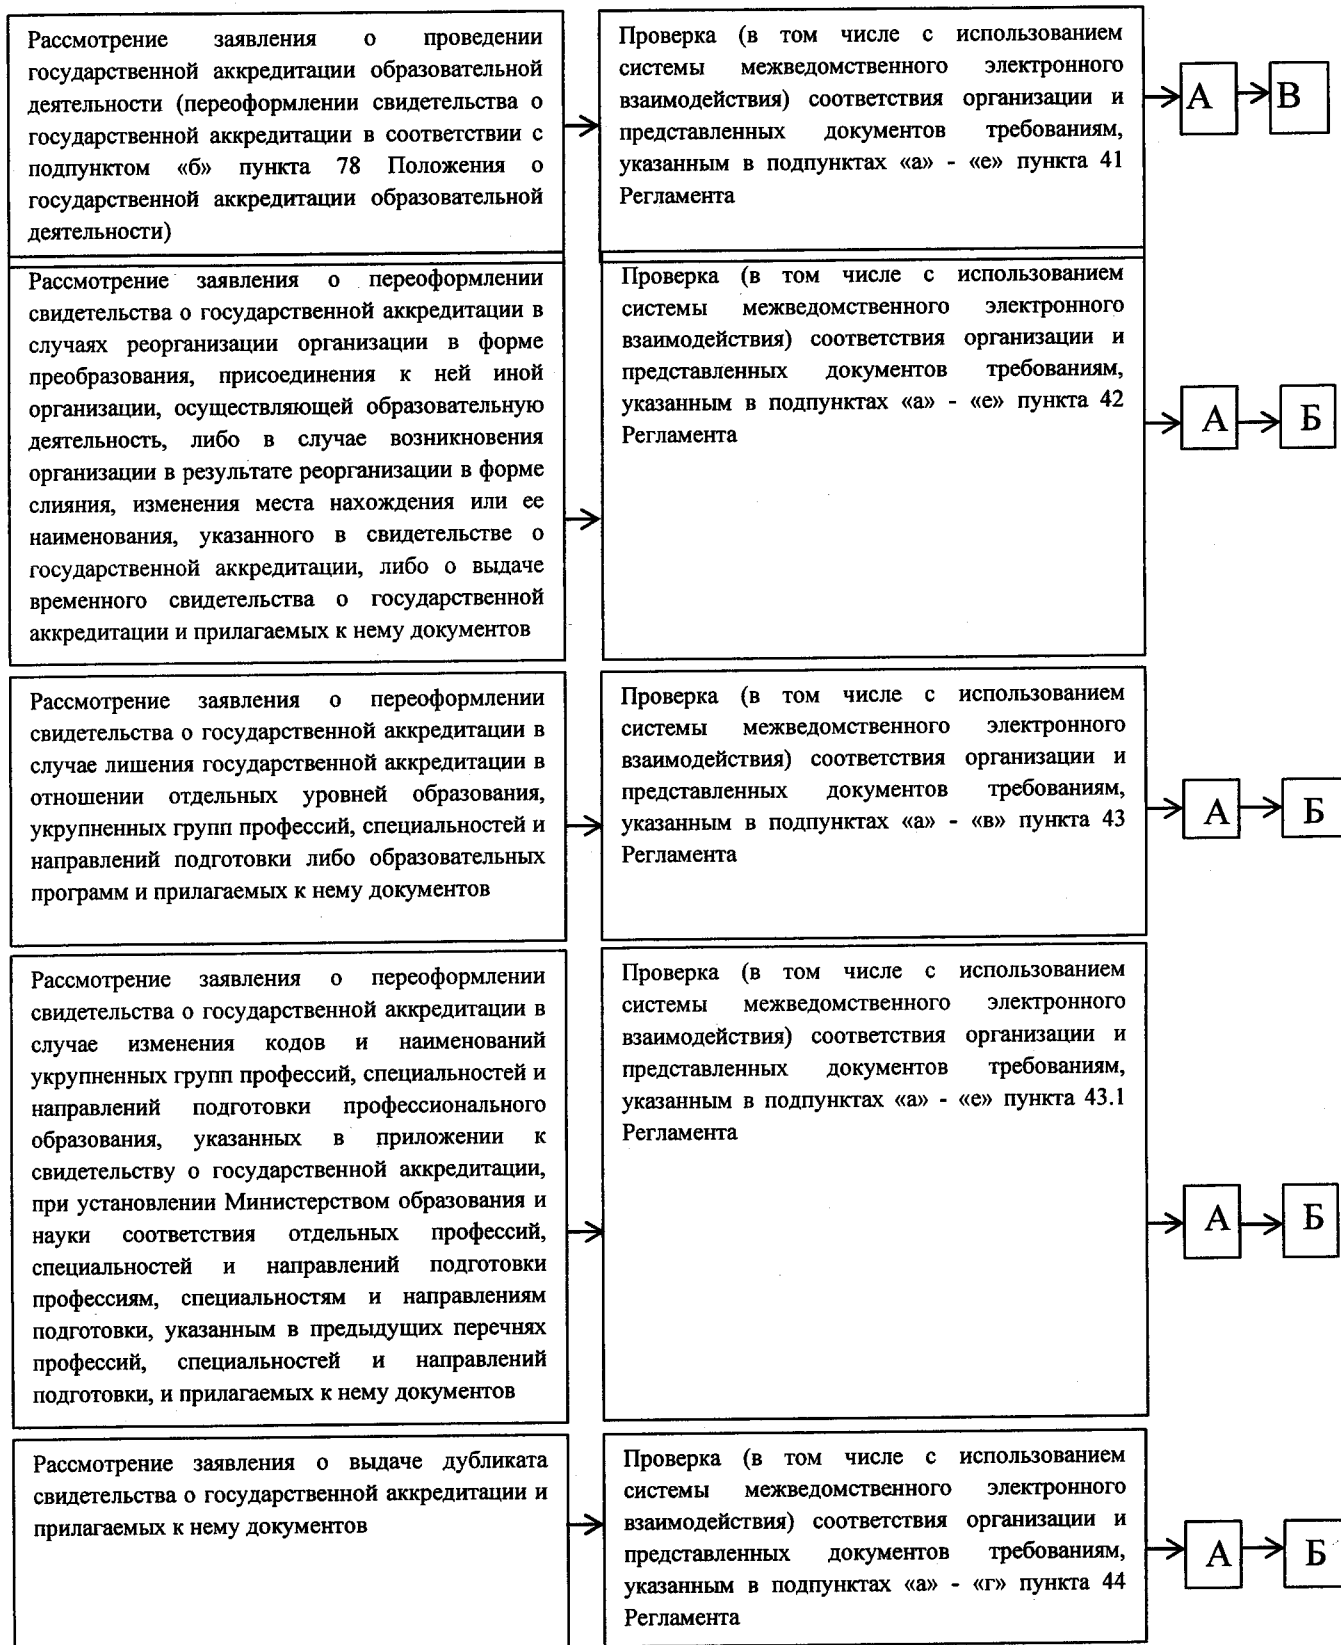 Рассмотрение заявления о проведении
государственной аккредитации образовательной
деятельности (переоформлении свидетельства о
государственной аккредитации в соответствии с
подпунктом «б» пункта 78 Положения о
государственной аккредитации образовательной
деятельности)
Проверка (в том числе с использованием
системы межведомственного электронного
взаимодействия) соответствия организации и
представленных документов требованиям,
указанным в подпунктах «а» - «е» пункта 41
Регламента
А
В
Рассмотрение заявления о переоформлении
свидетельства о государственной аккредитации в
случаях реорганизации организации в форме
преобразования, присоединения к ней иной
организации, осуществляющей образовательную
деятельность, либо в случае возникновения
организации в результате реорганизации в форме
слияния, изменения места нахождения или ее
наименования, указанного в свидетельстве о
государственной аккредитации, либо о выдаче
временного свидетельства о государственной
аккредитации и прилагаемых к нему документов
Проверка (в том числе с использованием
системы межведомственного электронного
взаимодействия) соответствия организации и
представленных документов требованиям,
указанным в подпунктах «а» - «е» пункта 42
Регламента
А
Б
Рассмотрение заявления о переоформлении
свидетельства о государственной аккредитации в
случае лишения государственной аккредитации в
отношении отдельных уровней образования,
укрупненных групп профессий, специальностей и
направлений подготовки либо образовательных
программ и прилагаемых к нему документов
Проверка (в том числе с использованием
системы межведомственного электронного
взаимодействия) соответствия организации и
представленных документов требованиям,
указанным в подпунктах «а» - «в» пункта 43
Регламента
А
Б
Рассмотрение заявления о переоформлении
свидетельства о государственной аккредитации в
случае изменения кодов и наименований
укрупненных групп профессий, специальностей и
направлений подготовки профессионального
образования, указанных в приложении к
свидетельству о государственной аккредитации,
при установлении Министерством образования и
науки соответствия отдельных профессий,
специальностей и направлений подготовки
профессиям, специальностям и направлениям
подготовки, указанным в предыдущих перечнях
профессий, специальностей и направлений
подготовки, и прилагаемых к нему документов
Проверка (в том числе с использованием
системы межведомственного электронного
взаимодействия) соответствия организации и
представленных документов требованиям,
указанным в подпунктах «а» - «е» пункта 43.1
Регламента
А
Б
Рассмотрение заявления о выдаче дубликата
свидетельства о государственной аккредитации и
прилагаемых к нему документов
Проверка (в том числе с использованием
системы межведомственного электронного
взаимодействия) соответствия организации и
представленных документов требованиям,
указанным в подпунктах «а» - «г» пункта 44
Регламента
А
Б